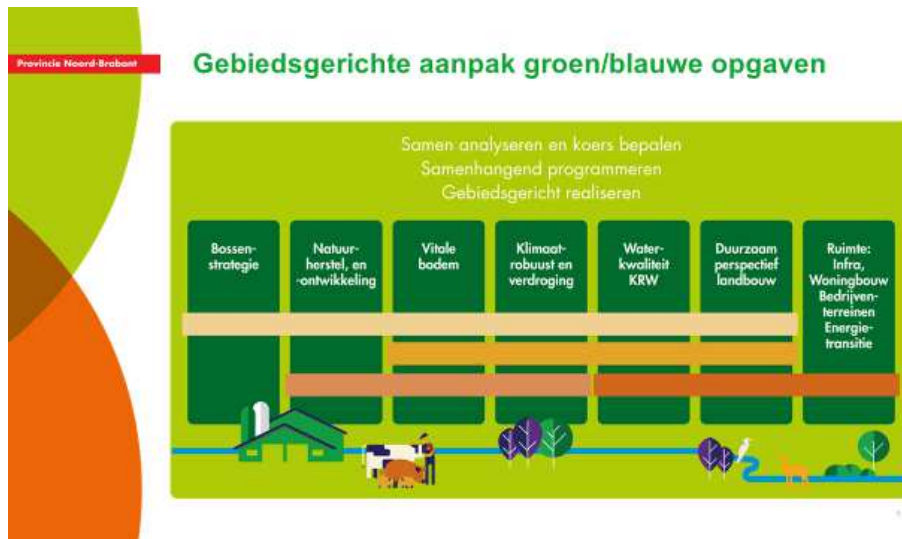 Provincie Noord-Brabant
Gebiedsgerichte aanpak groen/blauwe opgaven
Samen analyseren en koers bepalen
Samenhangend programmeren
Gebiedsgericht realiseren
Bossen-
strategie
Natuur-
herstel, en
-ontwikkeling
Vitale
bodem
Klimaat-
robuust en
verdroging
Water-
kwaliteit
KRW
Duurzaam
perspectief
landbouw
Ruimte:
Infra,
Woningbouw
Bedrijven-
terreinen
Energie-
transitie